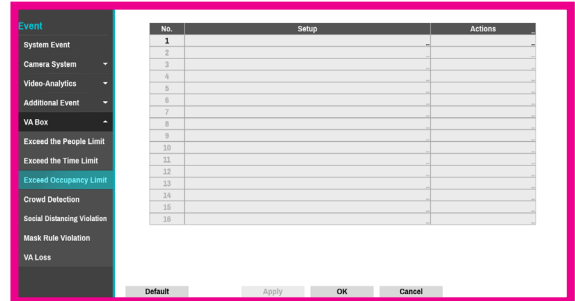 Event
System Event
Camera System
Video-Analytics
Additional Event
VA Box
Exceed the People Limit
Exceed the Time Limit
Exceed Occupancy Limit
Crowd Detection
Social Distancing Violation
Mask Rule Violation
VA Loss
No. Setup Actions ...
1 ... ...
2 ... ...
3 ... ...
4 ... ...
5 ... ...
6 ... ...
7 ... ...
8 ... ...
9 ... ...
10 ... ...
11 ... ...
12 ... ...
13 ... ...
14 ... ...
15 ... ...
16 ... ...
Default Apply OK Cancel